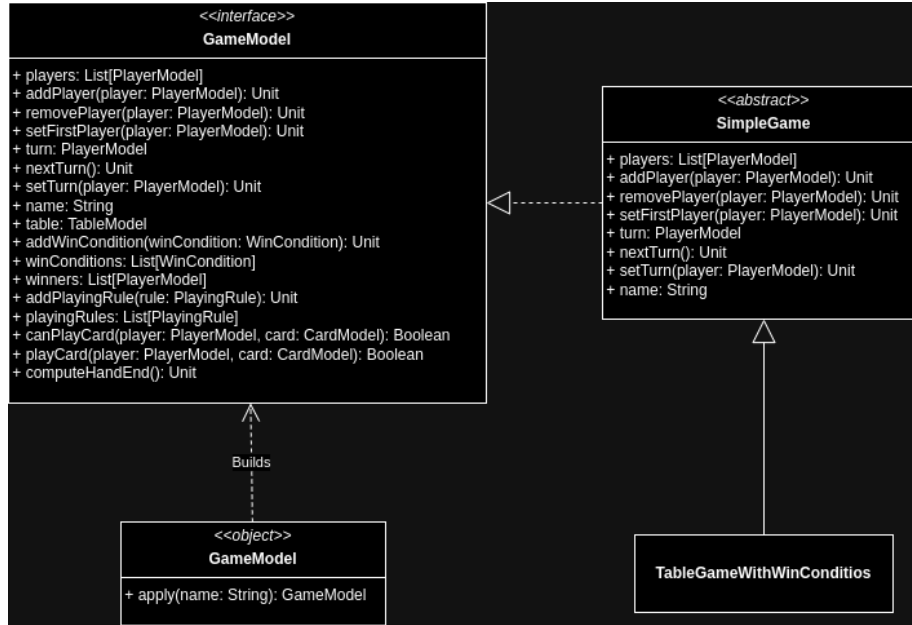 <<interface>>
GameModel
+ players: List[PlayerModel]
+ addPlayer(player: PlayerModel): Unit
+ removePlayer(player: PlayerModel): Unit
+ setFirstPlayer(player: PlayerModel): Unit
+ turn: PlayerModel
+ nextTurn(): Unit
+ setTurn(player: PlayerModel): Unit
+ name: String
+ table: TableModel
+ addWinCondition(winCondition: WinCondition): Unit
+ winConditions: List[WinCondition]
+ winners: List[PlayerModel]
+ addPlayingRule(rule: PlayingRule): Unit
+ playingRules: List[PlayingRule]
+ canPlayCard(player: PlayerModel, card: CardModel): Boolean
+ playCard(player: PlayerModel, card: CardModel): Boolean
+ computeHandEnd(): Unit
<<abstract>>
SimpleGame
+ players: List[PlayerModel]
+ addPlayer(player: PlayerModel): Unit
+ removePlayer(player: PlayerModel): Unit
+ setFirstPlayer(player: PlayerModel): Unit
+ turn: PlayerModel
+ nextTurn(): Unit
+ setTurn(player: PlayerModel): Unit
+ name: String
Builds
<<object>>
GameModel
+ apply(name: String): GameModel
TableGameWithWinConditios